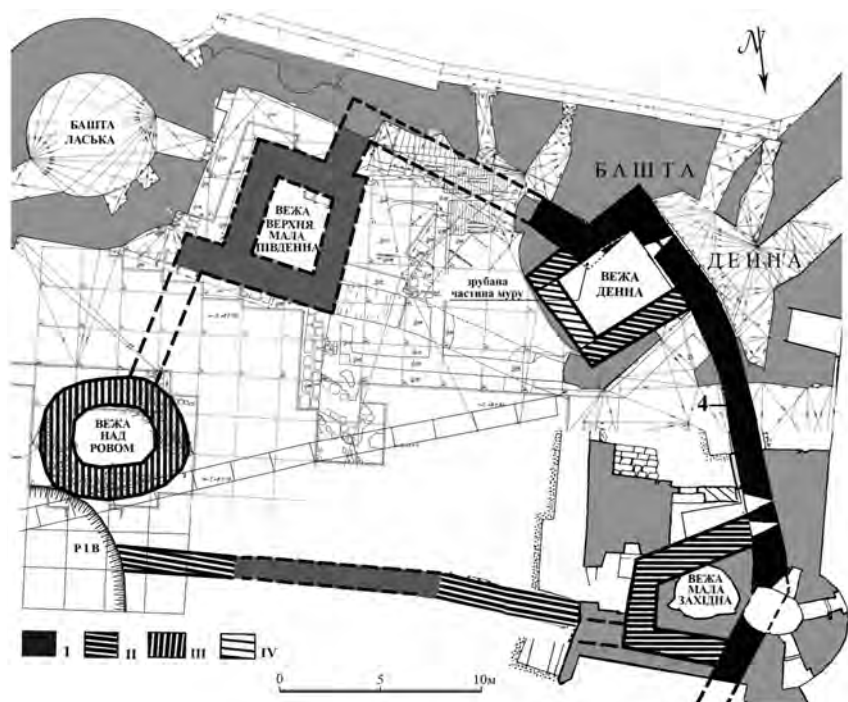 N
БАШТА
ЛАСЬКА
БАШТА
ДЕННА
ВЕЖА
ВЕРХНЯ
МАЛА
ПІВДЕННА
ВЕЖА
ДЕННА
зрубана
частина муру
4
ВЕЖА
НАД
РОВОМ
РІВ
ВЕЖА
МАЛА
ЗАХІДНА
I II III IV
0 5 10м